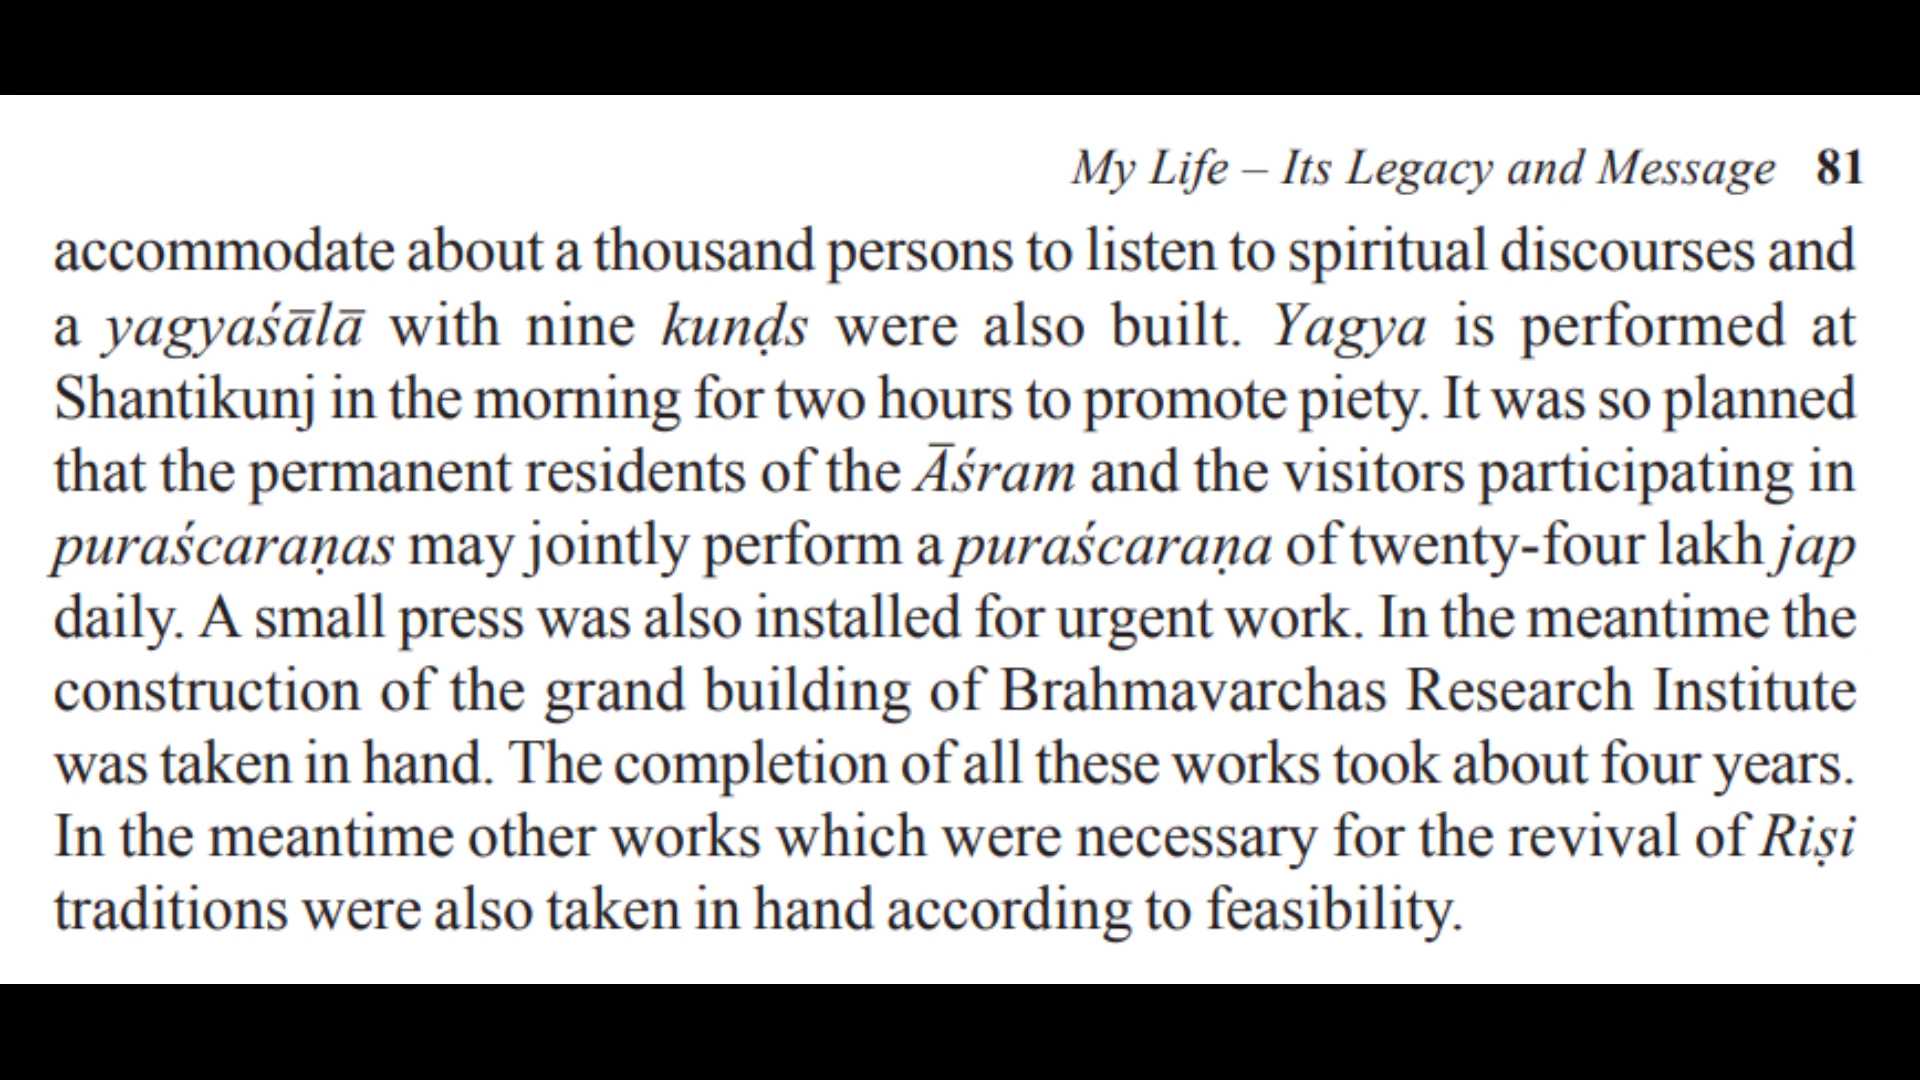 My Life – Its Legacy and Message 81
accommodate about a thousand persons to listen to spiritual discourses and
a yagyaśālā with nine kunḍs were also built. Yagya is performed at
Shantikunj in the morning for two hours to promote piety. It was so planned
that the permanent residents of the Āśram and the visitors participating in
puraścaraṇas may jointly perform a puraścaraṇa of twenty-four lakh jap
daily. A small press was also installed for urgent work. In the meantime the
construction of the grand building of Brahmavarchas Research Institute
was taken in hand. The completion of all these works took about four years.
In the meantime other works which were necessary for the revival of Riṣi
traditions were also taken in hand according to feasibility.